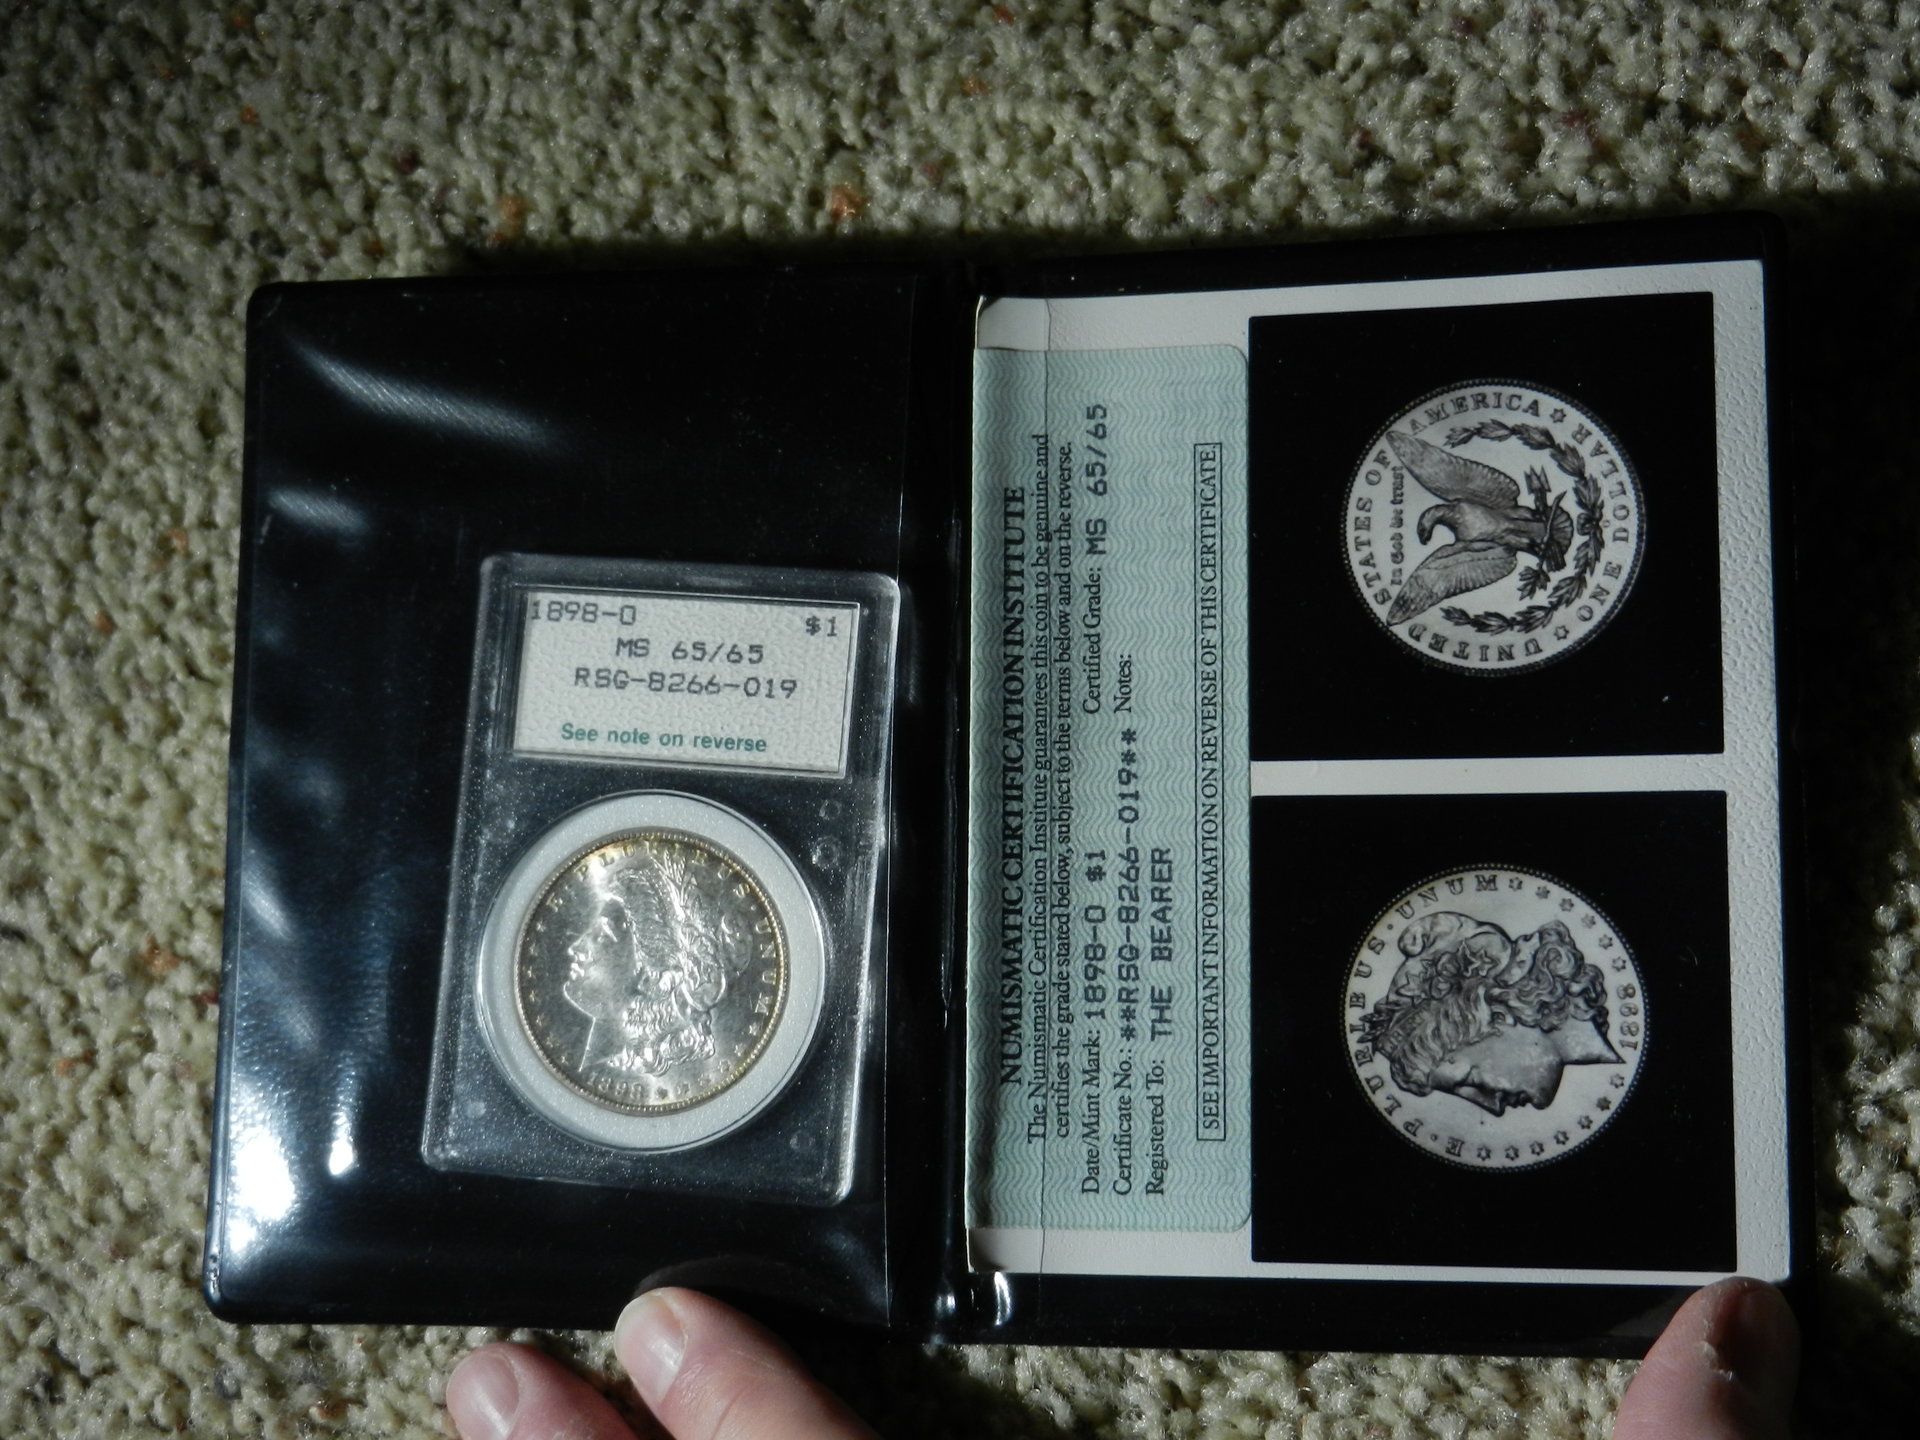 1898-O $1
MS 65/65
RSG-8266-019
See note on reverse
E PLURIBUS UNUM
1898
NUMISMATIC CERTIFICATION INSTITUTE
The Numismatic Certification Institute guarantees this coin to be genuine and
certifies the grade stated below, subject to the terms below and on the reverse.
Date/Mint Mark: 1898-O $1 Certified Grade: MS 65/65
Certificate No.: **RSG-8266-019** Notes:
Registered To: THE BEARER
SEE IMPORTANT INFORMATION ON REVERSE OF THIS CERTIFICATE.
UNITED STATES OF AMERICA
In God we trust
ONE DOLLAR
O
E·PLURIBUS·UNUM
1898